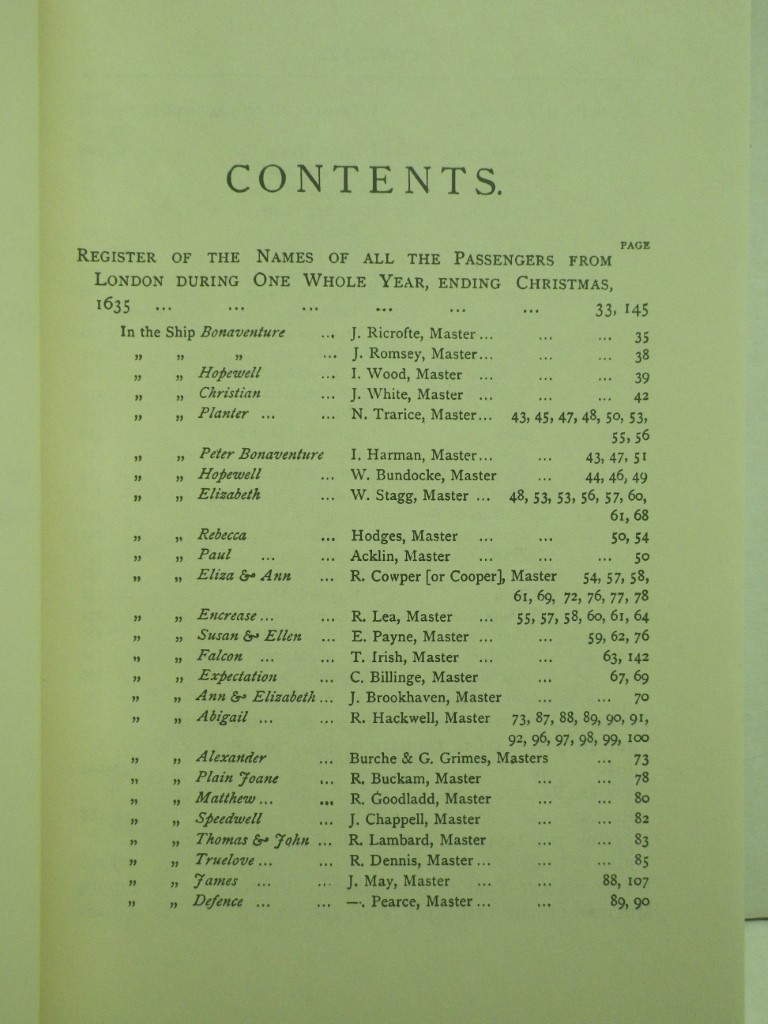 CONTENTS.
PAGE
REGISTER OF THE NAMES OF ALL THE PASSENGERS FROM
LONDON DURING ONE WHOLE YEAR, ENDING CHRISTMAS,
1635 ... ... ... ... ... ... 33, 145
In the Ship Bonaventure ... J. Ricrofte, Master ... ... ... 35
„ „ „ ... J. Romsey, Master ... ... ... 38
„ „ Hopewell ... I. Wood, Master ... ... ... 39
„ „ Christian ... J. White, Master ... ... ... 42
„ „ Planter ... ... N. Trarice, Master ... 43, 45, 47, 48, 50, 53,
55, 56
„ „ Peter Bonaventure I. Harman, Master ... ... 43, 47, 51
„ „ Hopewell ... W. Bundocke, Master ... 44, 46, 49
„ „ Elizabeth ... W. Stagg, Master ... 48, 53, 53, 56, 57, 60,
61, 68
„ „ Rebecca ... Hodges, Master ... ... 50, 54
„ „ Paul ... ... Acklin, Master ... ... ... 50
„ „ Eliza & Ann ... R. Cowper [or Cooper], Master 54, 57, 58,
61, 69, 72, 76, 77, 78
„ „ Encrease ... ... R. Lea, Master ... 55, 57, 58, 60, 61, 64
„ „ Susan & Ellen ... E. Payne, Master ... ... 59, 62, 76
„ „ Falcon ... ... T. Irish, Master ... ... 63, 142
„ „ Expectation ... C. Billinge, Master ... 67, 69
„ „ Ann & Elizabeth ... J. Brookhaven, Master ... ... 70
„ „ Abigail ... ... R. Hackwell, Master 73, 87, 88, 89, 90, 91,
92, 96, 97, 98, 99, 100
„ „ Alexander ... Burche & G. Grimes, Masters ... 73
„ „ Plain Joane ... R. Buckam, Master ... ... 78
„ „ Matthew ... ... R. Goodladd, Master ... ... 80
„ „ Speedwell ... J. Chappell, Master ... ... 82
„ „ Thomas & John ... R. Lambard, Master ... ... 83
„ „ Truelove ... ... R. Dennis, Master ... ... ... 85
„ „ James ... ... J. May, Master ... ... 88, 107
„ „ Defence ... ... —. Pearce, Master ... ... 89, 90